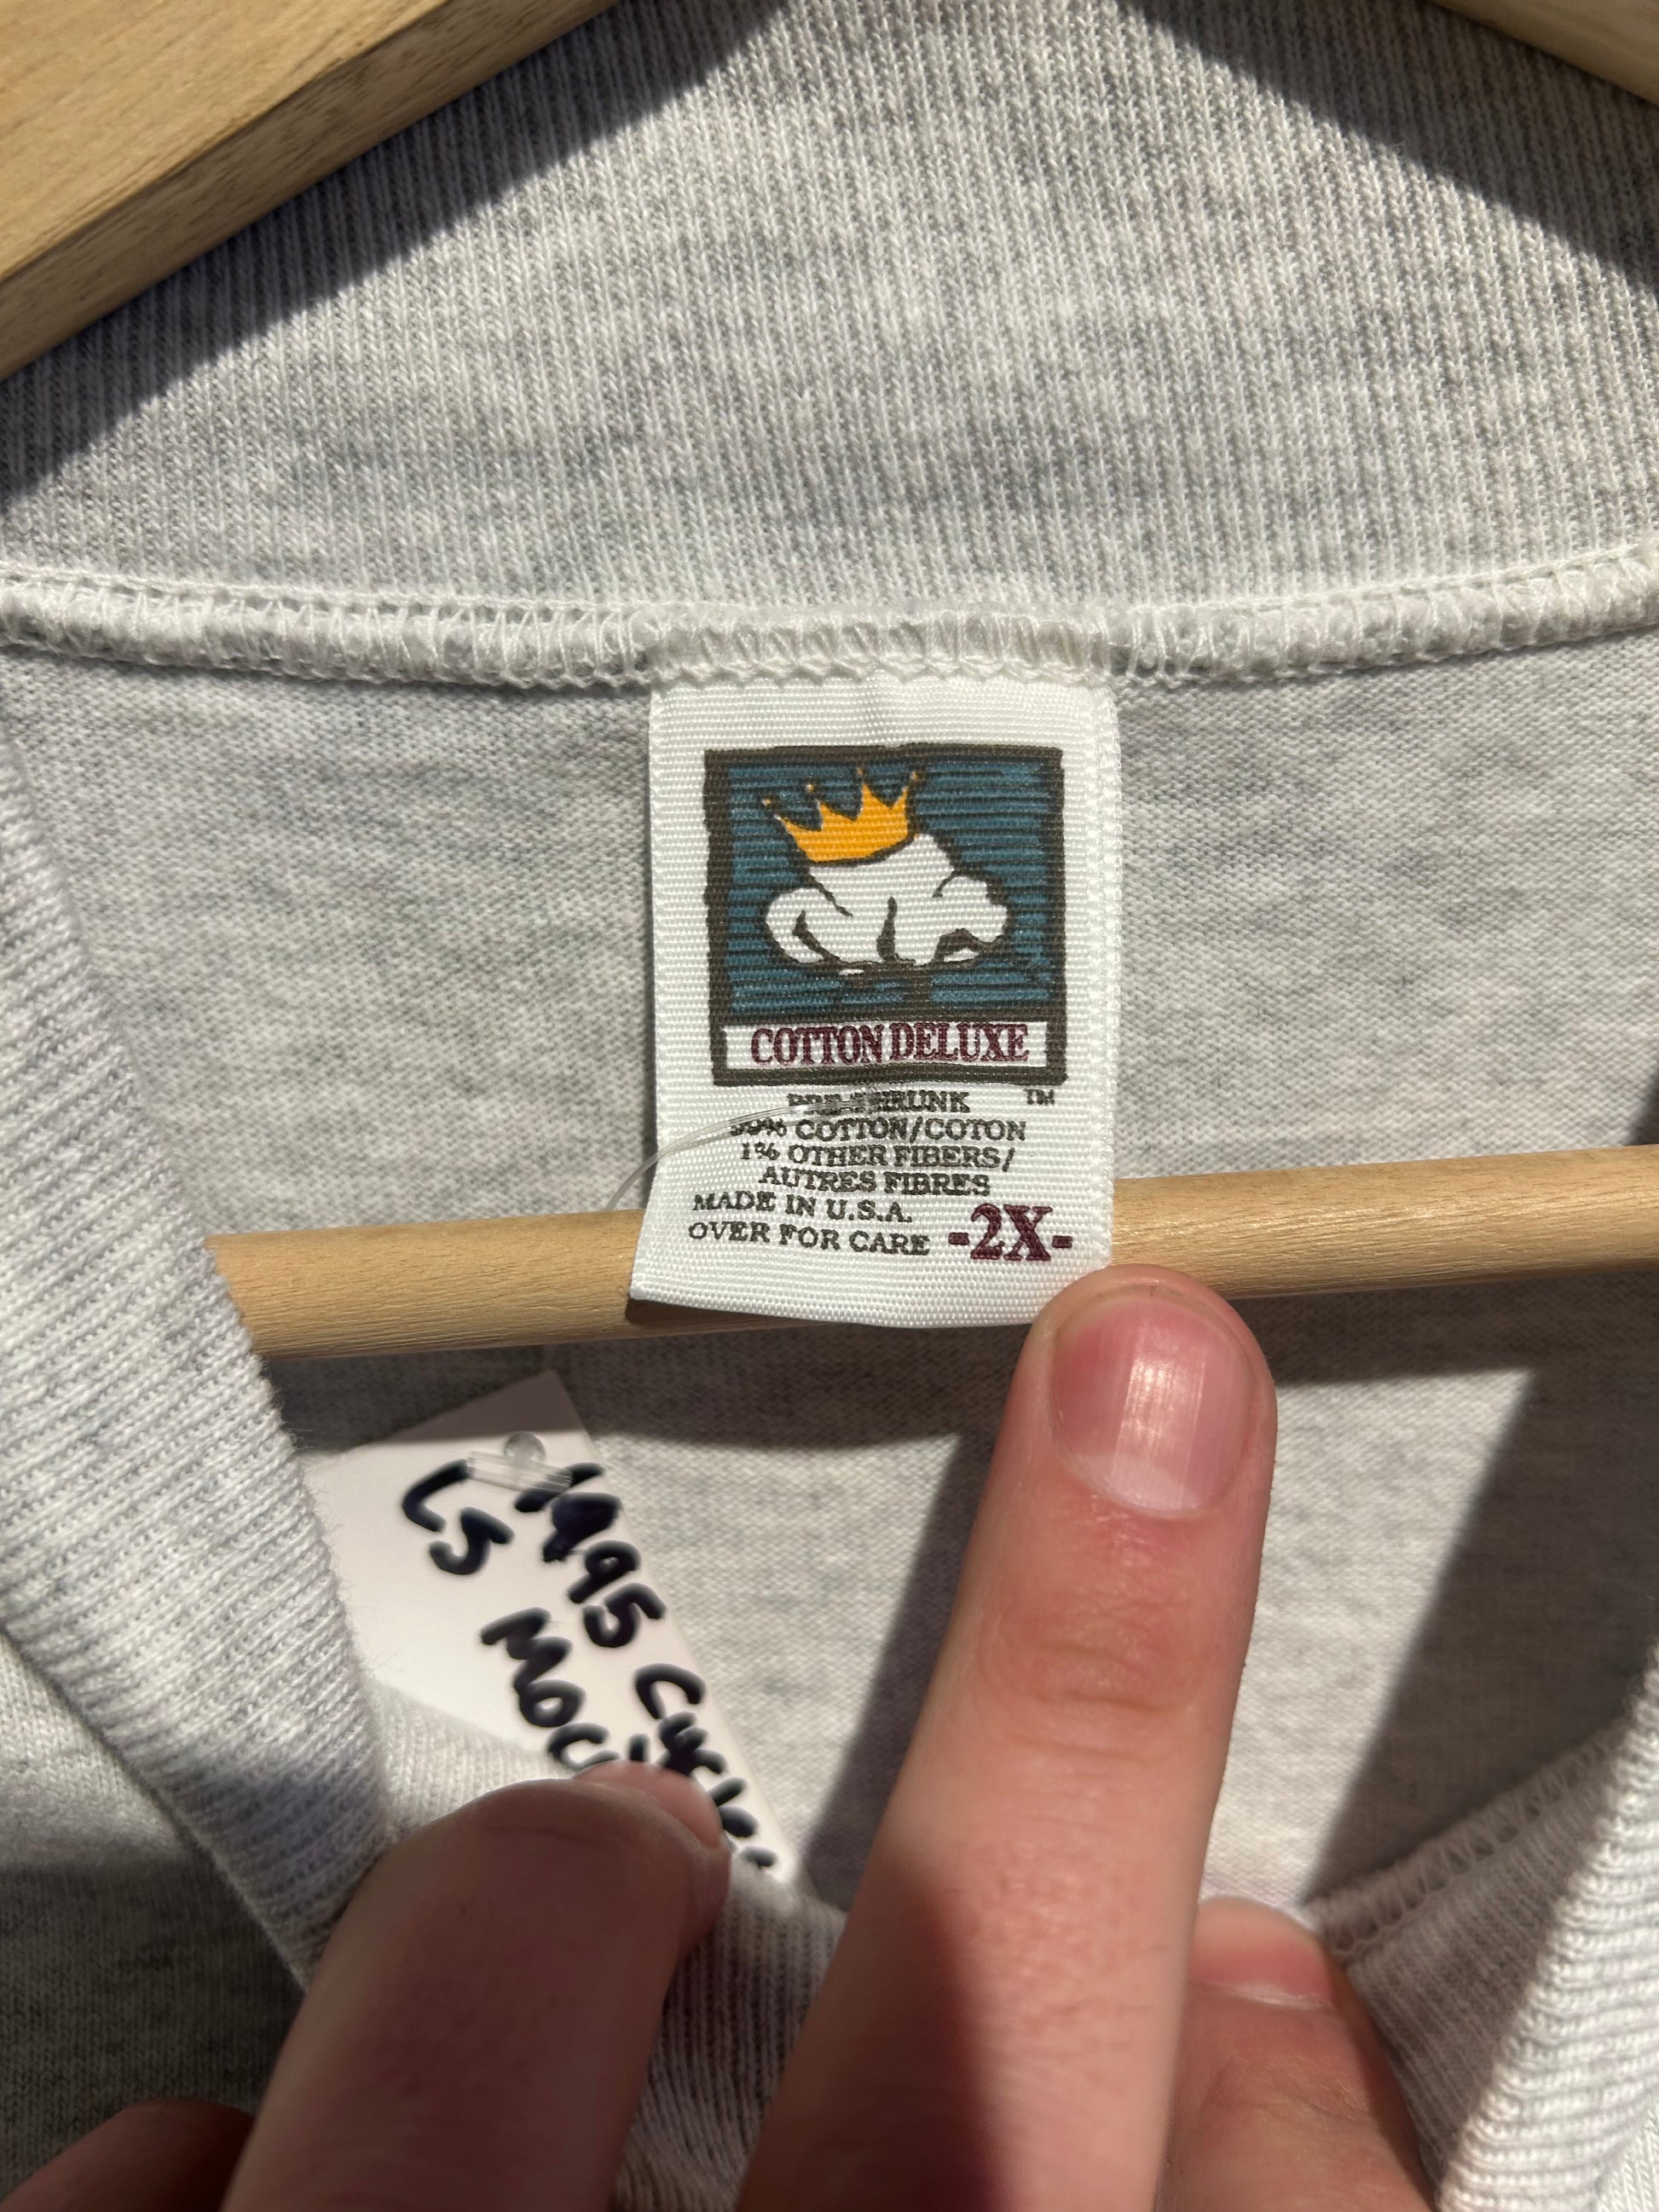 COTTON DELUXE
TM
PRE-SHRUNK
99% COTTON/COTON
1% OTHER FIBERS/
AUTRES FIBRES
MADE IN U.S.A.
OVER FOR CARE -2X-
1995
LS